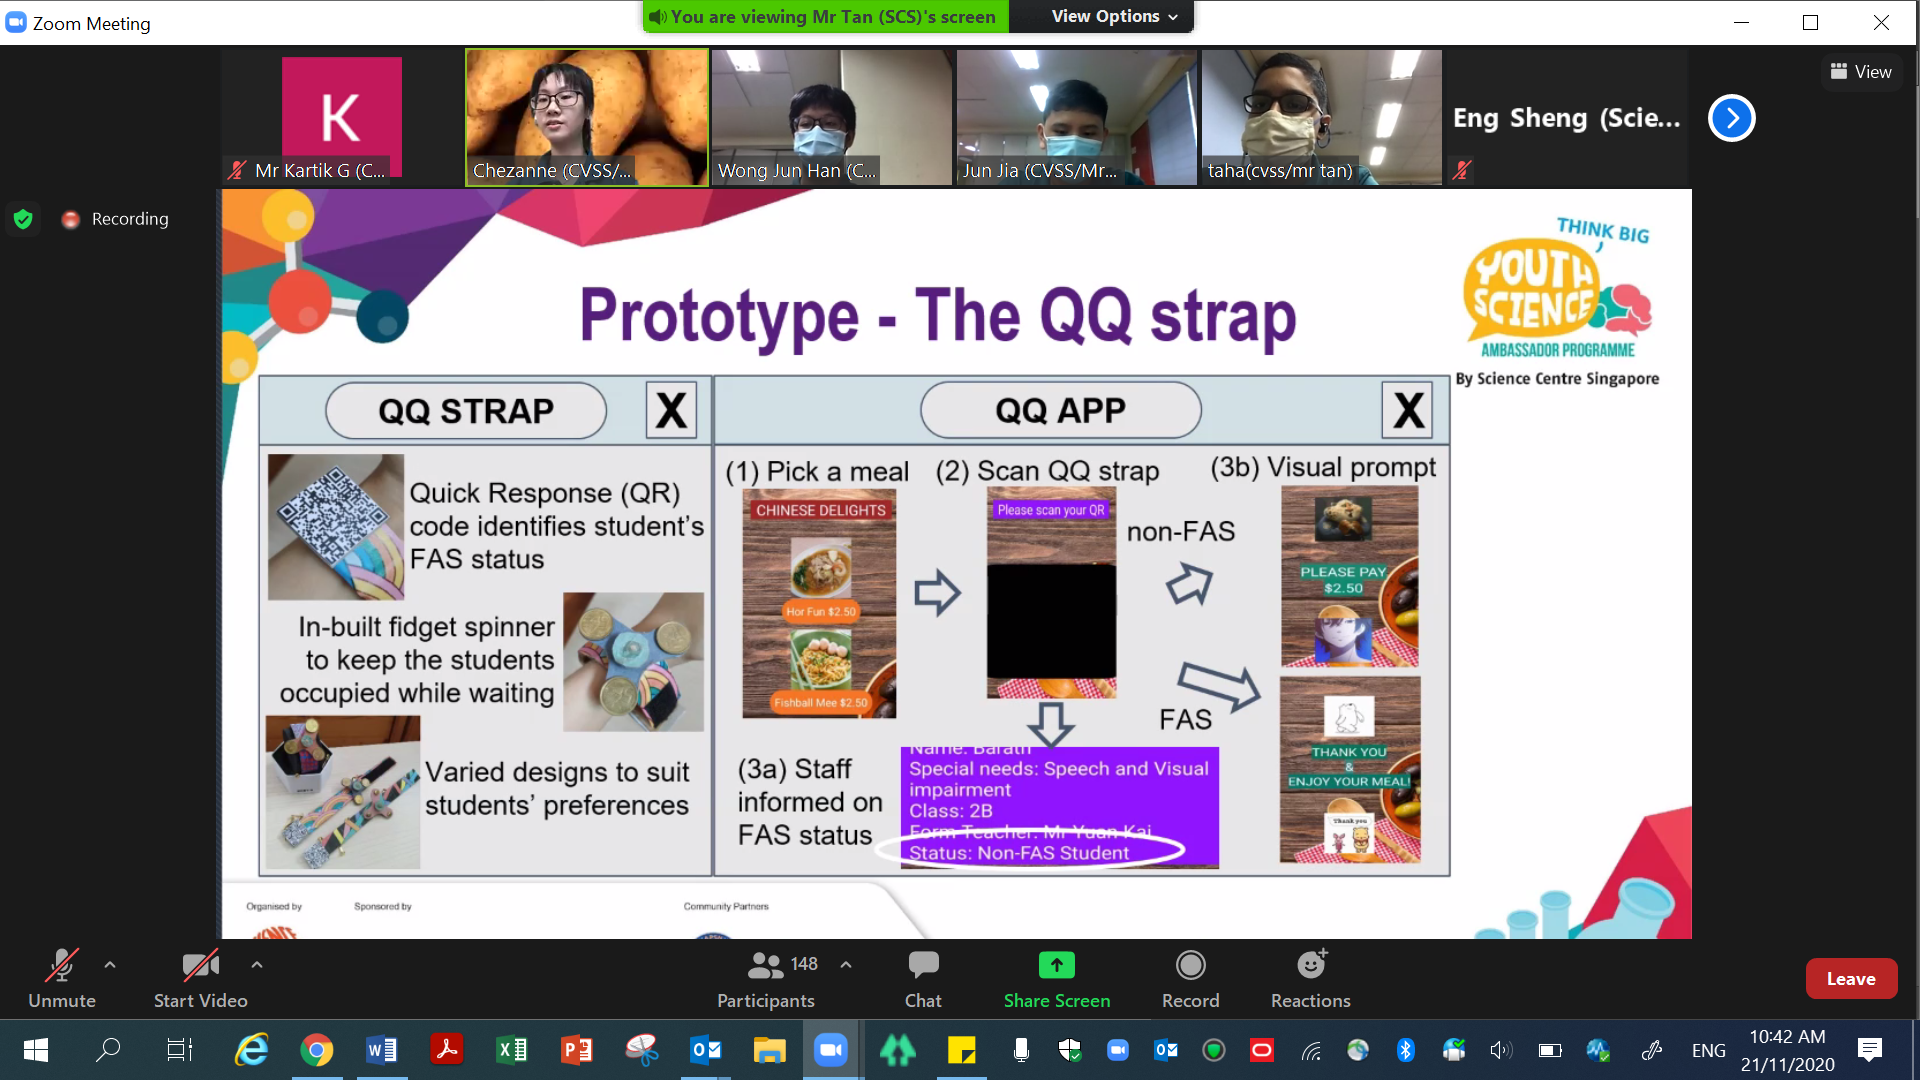 Zoom Meeting
You are viewing Mr Tan (SCS)'s screen
View Options
View
K
Mr Kartik G (C...
Chezanne (CVSS/...
Wong Jun Han (C...
Jun Jia (CVSS/Mr...
taha(cvss/mr tan)
Eng Sheng (Scie...
Recording
THINK BIG
YOUTH
SCIENCE
AMBASSADOR PROGRAMME
By Science Centre Singapore
Prototype - The QQ strap
QQ STRAP
X
Quick Response (QR)
code identifies student's
FAS status
In-built fidget spinner
to keep the students
occupied while waiting
Varied designs to suit
students' preferences
QQ APP
X
(1) Pick a meal
CHINESE DELIGHTS
Hor Fun $2.50
Fishball Mee $2.50
(2) Scan QQ strap
Please scan your QR
non-FAS
FAS
(3b) Visual prompt
PLEASE PAY
$2.50
THANK YOU
&
ENJOY YOUR MEAL!
Thank you
(3a) Staff
informed on
FAS status
Name: Barath
Special needs: Speech and Visual
impairment
Class: 2B
Form Teacher: Mr Yuan Kai
Status: Non-FAS Student
Organised by
Sponsored by
Community Partners
Unmute
Start Video
148
Participants
Chat
Share Screen
Record
Reactions
Leave
ENG
10:42 AM
21/11/2020